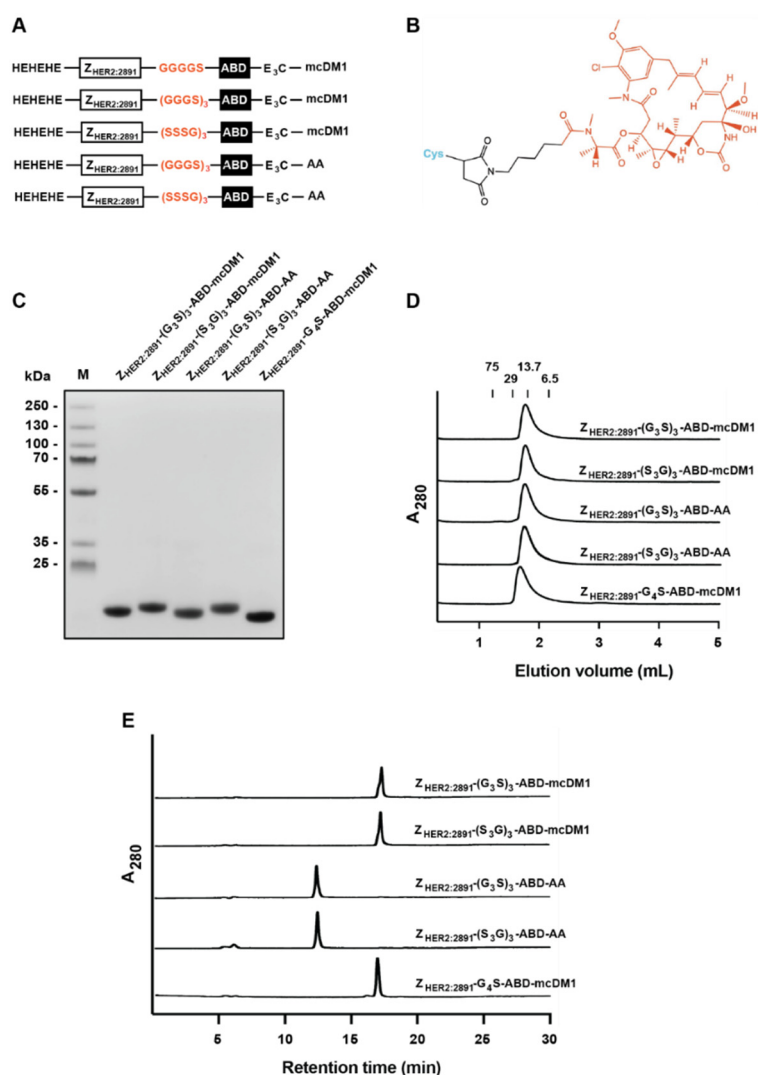 A
HEHEHE Z HER2:2891 GGGGS ABD E3C mcDM1
HEHEHE Z HER2:2891 (GGGS)3 ABD E3C mcDM1
HEHEHE Z HER2:2891 (SSSG)3 ABD E3C mcDM1
HEHEHE Z HER2:2891 (GGGS)3 ABD E3C AA
HEHEHE Z HER2:2891 (SSSG)3 ABD E3C AA
B
O
Cl
O
N
O
O
H
OH
NH
O
O
H
H
H
O
O
N
O
O
Cys
O
N
O
C
kDa
M
ZHER2:2891-(G3S)3-ABD-mcDM1
ZHER2:2891-(S3G)3-ABD-mcDM1
ZHER2:2891-(G3S)3-ABD-AA
ZHER2:2891-(S3G)3-ABD-AA
ZHER2:2891-G4S-ABD-mcDM1
250 -
130 -
100 -
70 -
55 -
35 -
25 -
D
75 29 13.7 6.5
A280
ZHER2:2891-(G3S)3-ABD-mcDM1
ZHER2:2891-(S3G)3-ABD-mcDM1
ZHER2:2891-(G3S)3-ABD-AA
ZHER2:2891-(S3G)3-ABD-AA
ZHER2:2891-G4S-ABD-mcDM1
1 2 3 4 5
Elution volume (mL)
E
A280
ZHER2:2891-(G3S)3-ABD-mcDM1
ZHER2:2891-(S3G)3-ABD-mcDM1
ZHER2:2891-(G3S)3-ABD-AA
ZHER2:2891-(S3G)3-ABD-AA
ZHER2:2891-G4S-ABD-mcDM1
5 10 15 20 25 30
Retention time (min)